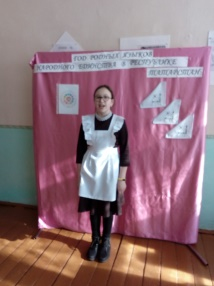 ГОД РОДНЫХ ЯЗЫКОВ
НАРОДНОГО ЕДИНСТВА В РЕСПУБЛИКЕ
ТАТАРСТАН